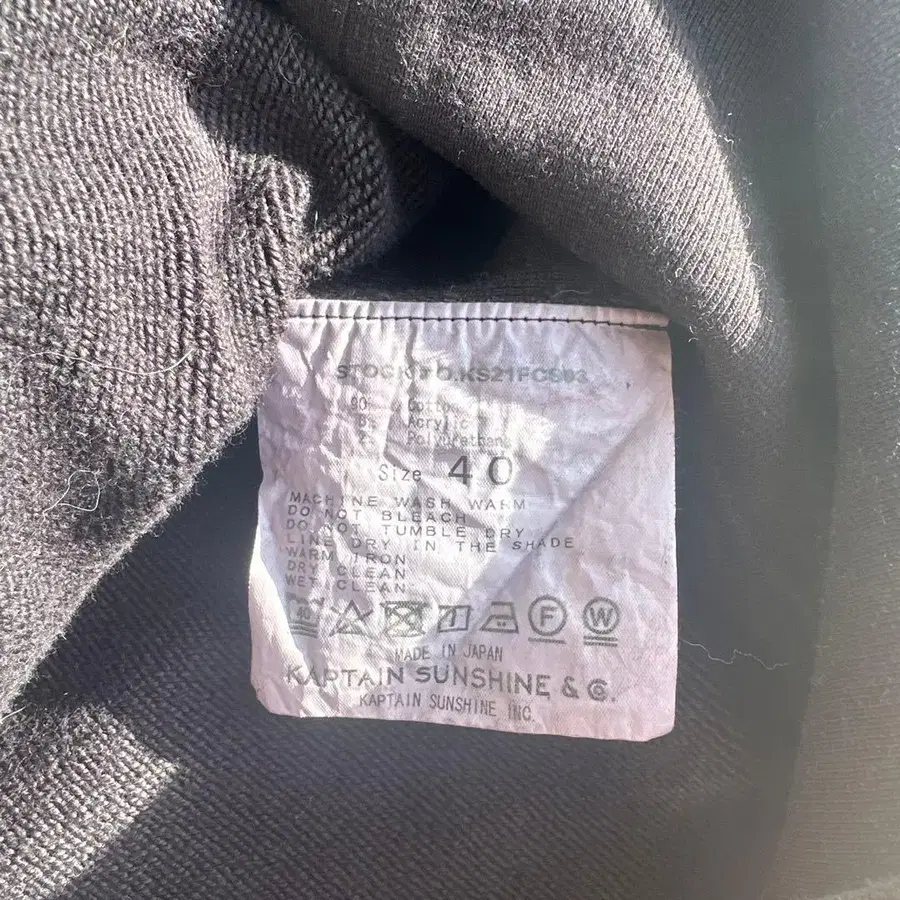 STOCK NO.KS21FCS03
Cotton
Acrylic
Polyurethane
Size 40
MACHINE WASH WARM
DO NOT BLEACH
DO NOT TUMBLE DRY
LINE DRY IN THE SHADE
WARM IRON
DRY CLEAN
WET CLEAN
40 F W
MADE IN JAPAN
KAPTAIN SUNSHINE & Co.
KAPTAIN SUNSHINE INC.